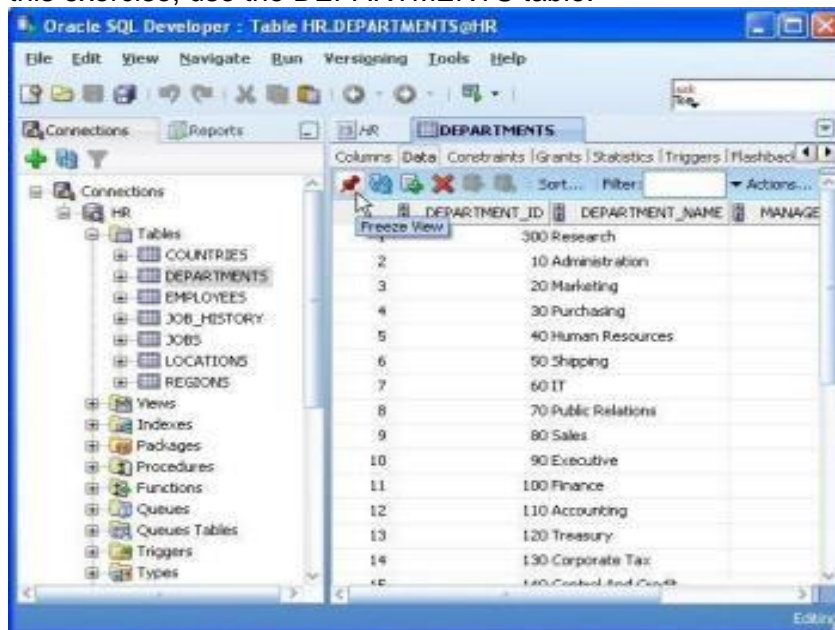 this exercise, use the DEPARTMENTS table.
Oracle SQL Developer : Table HR.DEPARTMENTS@HR
File Edit View Navigate Run Versioning Tools Help
Connections Reports
HR DEPARTMENTS
Columns Data Constraints Grants Statistics Triggers Flashback
Sort... Filter: Actions...
DEPARTMENT_ID DEPARTMENT_NAME MANAGE
Freeze View
Connections
HR
Tables
COUNTRIES
DEPARTMENTS
EMPLOYEES
JOB_HISTORY
JOBS
LOCATIONS
REGIONS
Views
Indexes
Packages
Procedures
Functions
Queues
Queues Tables
Triggers
Types
300 Research
2 10 Administration
3 20 Marketing
4 30 Purchasing
5 40 Human Resources
6 50 Shipping
7 60 IT
8 70 Public Relations
9 80 Sales
10 90 Executive
11 100 Finance
12 110 Accounting
13 120 Treasury
14 130 Corporate Tax
15 140 Control And Credit
Editing